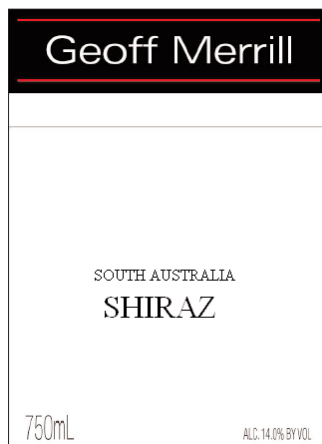 Geoff Merrill
SOUTH AUSTRALIA
SHIRAZ
750mL
ALC. 14.0% BY VOL